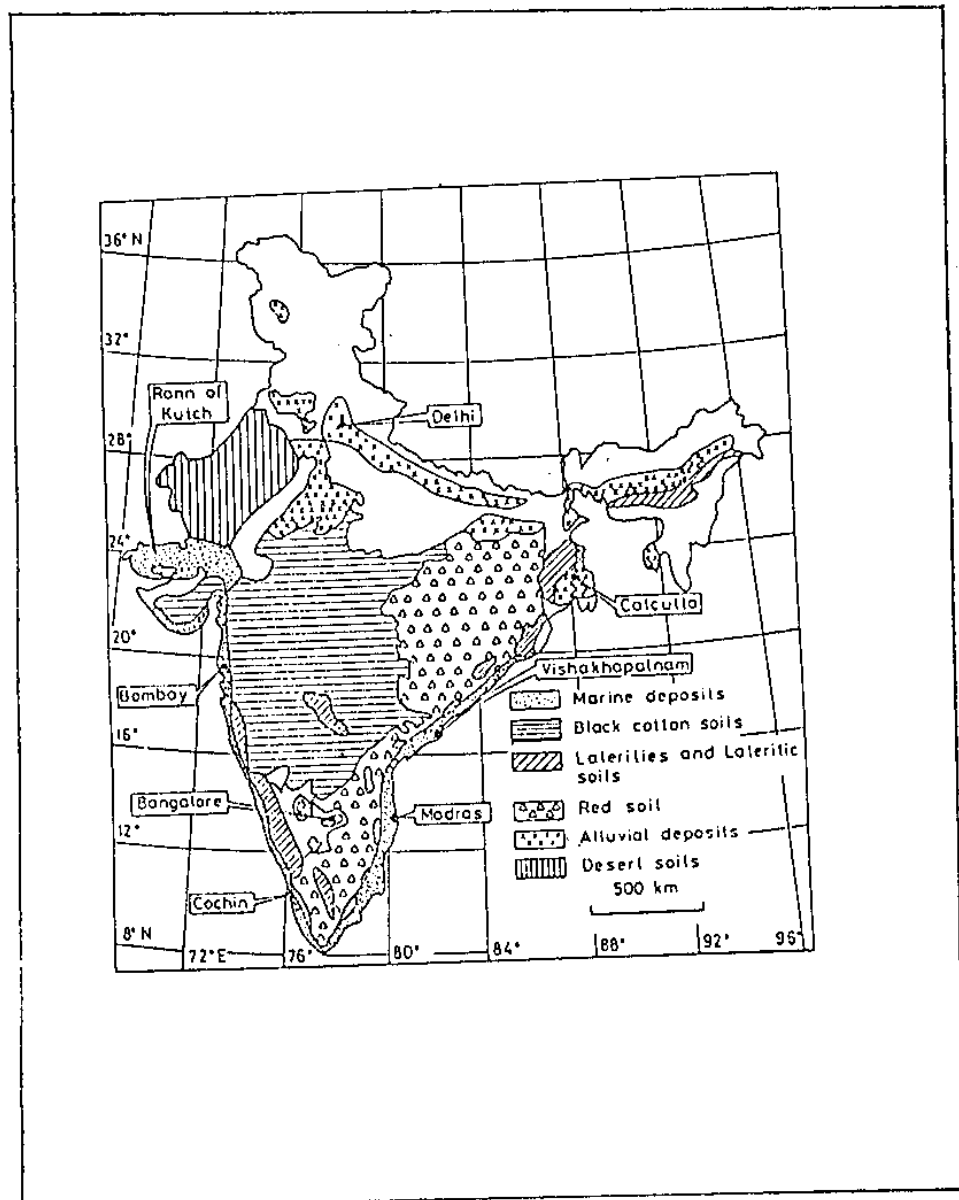 36° N
32°
Rann of
Kutch
Delhi
28°
24°
Calcutta
20°
Vishakhapatnam
Bombay
Marine deposits
Black cotton soils
16°
Laterities and Lateritic
soils
Bangalore
Red soil
Madras
12°
Alluvial deposits
Desert soils
500 km
Cochin
8° N
72° E
76°
80°
84°
88°
92°
96°